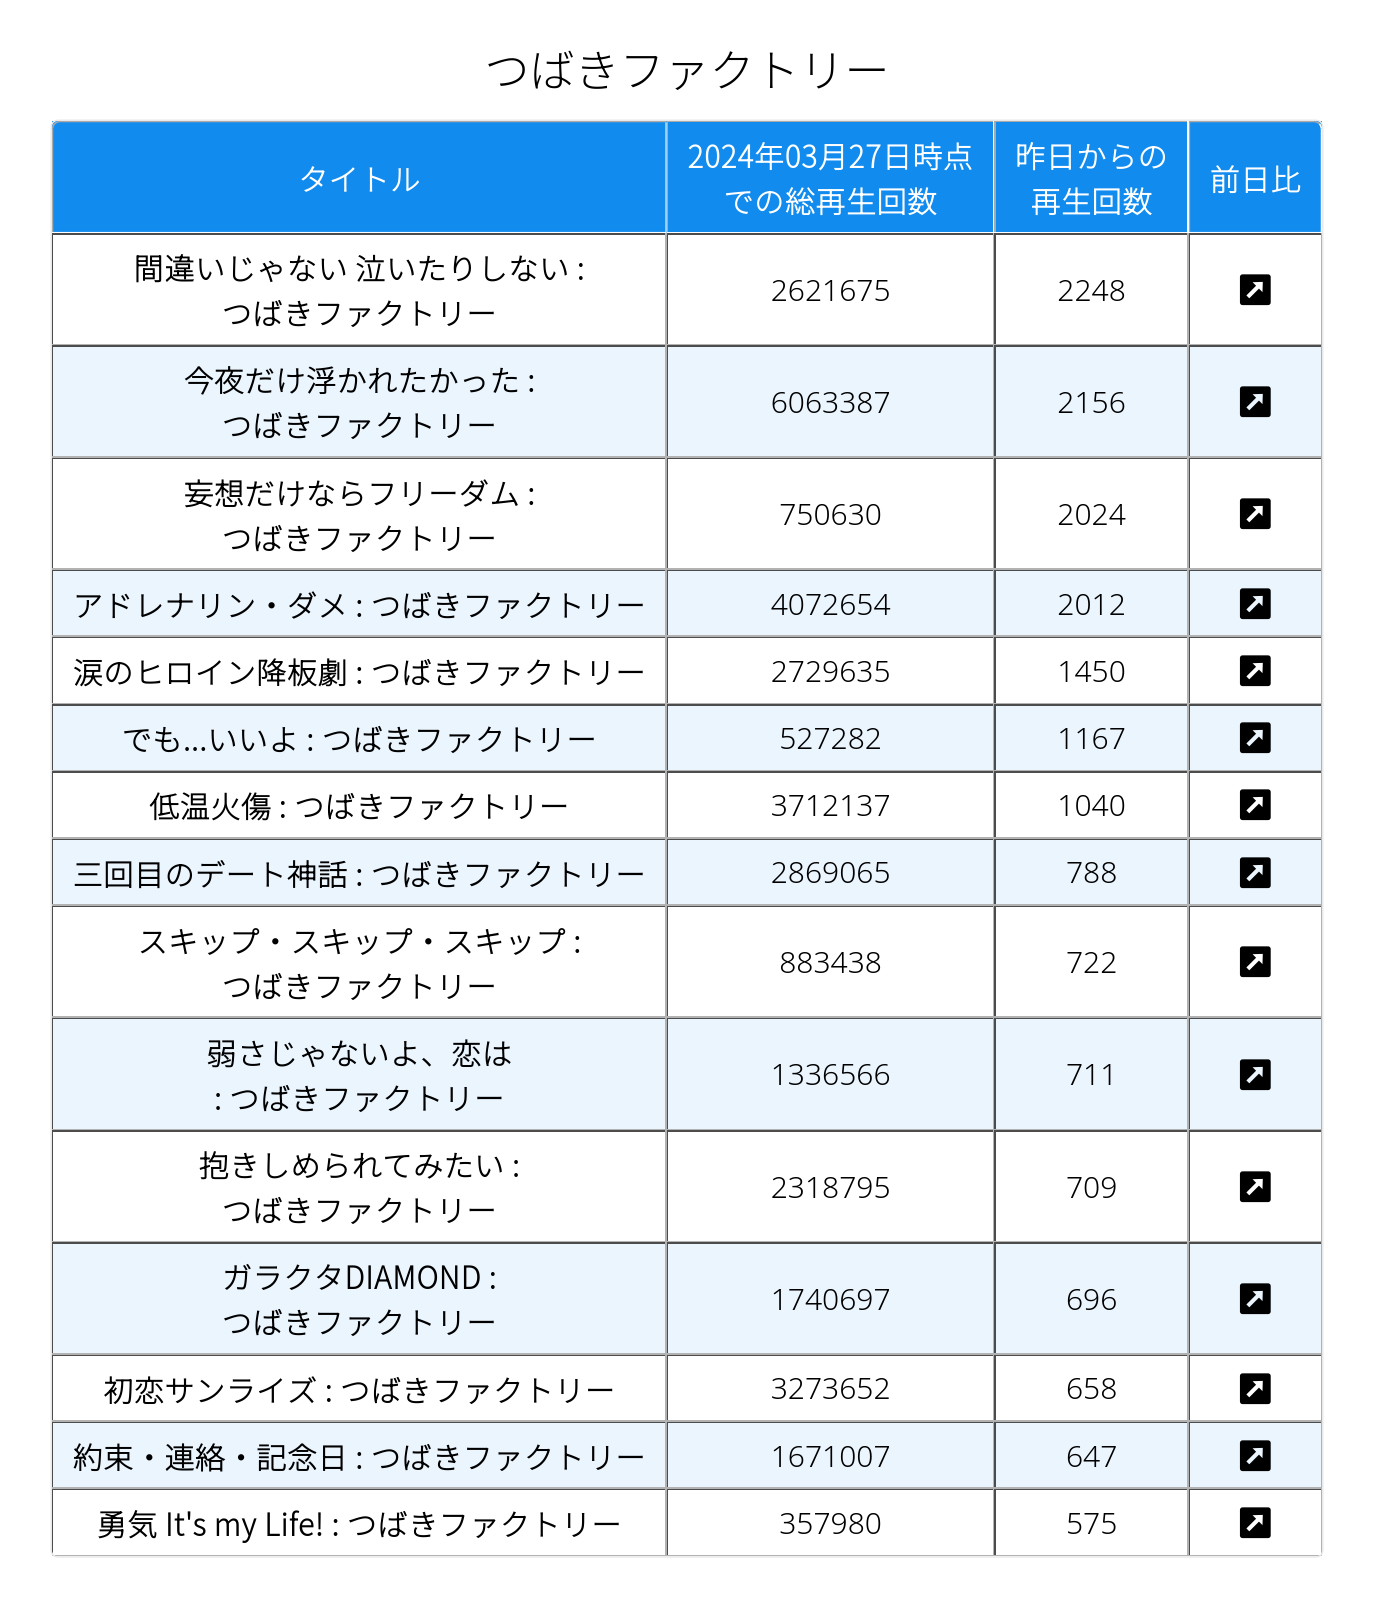 つばきファクトリー
タイトル
2024年03月27日時点
での総再生回数
昨日からの
再生回数
前日比
間違いじゃない 泣いたりしない :
つばきファクトリー
2621675
2248
今夜だけ浮かれたかった :
つばきファクトリー
6063387
2156
妄想だけならフリーダム :
つばきファクトリー
750630
2024
アドレナリン・ダメ : つばきファクトリー
4072654
2012
涙のヒロイン降板劇 : つばきファクトリー
2729635
1450
でも...いいよ : つばきファクトリー
527282
1167
低温火傷 : つばきファクトリー
3712137
1040
三回目のデート神話 : つばきファクトリー
2869065
788
スキップ・スキップ・スキップ :
つばきファクトリー
883438
722
弱さじゃないよ、恋は
: つばきファクトリー
1336566
711
抱きしめられてみたい :
つばきファクトリー
2318795
709
ガラクタDIAMOND :
つばきファクトリー
1740697
696
初恋サンライズ : つばきファクトリー
3273652
658
約束・連絡・記念日 : つばきファクトリー
1671007
647
勇気 It's my Life! : つばきファクトリー
357980
575